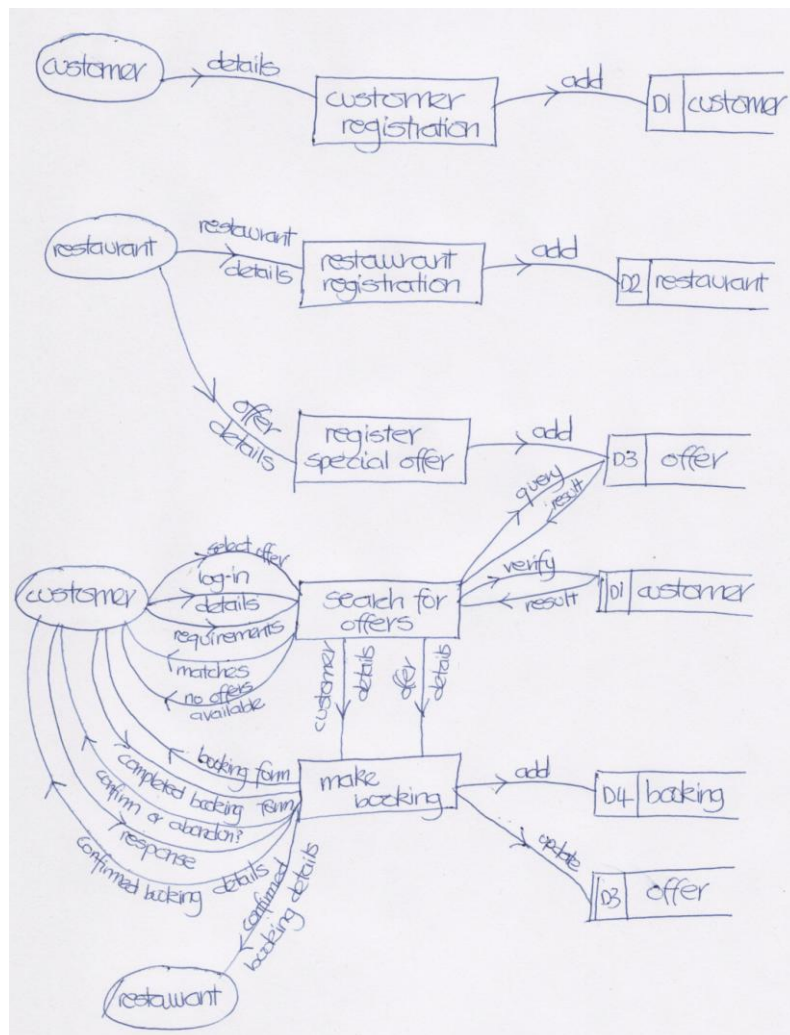 customer
details
customer
registration
add
D1 customer
restaurant
restaurant
details
restaurant
registration
add
D2 restaurant
offer
details
register
special offer
add
D3 offer
query
result
select offer
log-in
details
requirements
matches
no offers
available
customer
search for
offers
verify
result
D1 customer
customer
details
offer
details
booking form
completed booking form
confirm or abandon?
response
confirmed booking details
make
booking
add
D4 booking
update
D3 offer
confirmed
booking details
restaurant